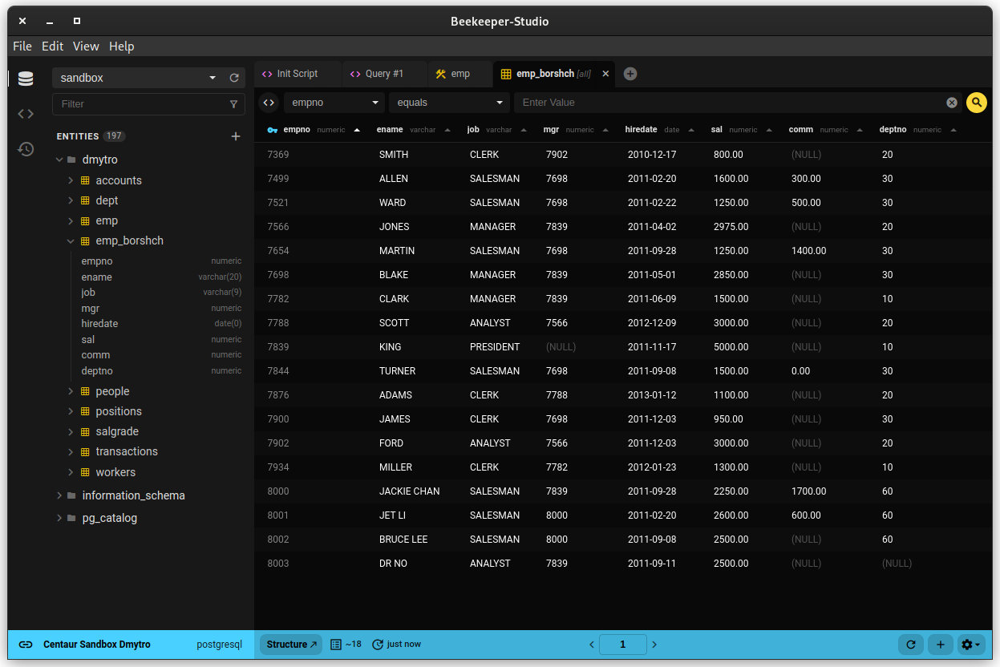 Beekeeper-Studio
File Edit View Help
sandbox
Filter
ENTITIES 197
dmytro
accounts
dept
emp
emp_borshch
empno numeric
ename varchar(20)
job varchar(9)
mgr numeric
hiredate date(0)
sal numeric
comm numeric
deptno numeric
people
positions
salgrade
transactions
workers
information_schema
pg_catalog
Init Script Query #1 emp emp_borshch [all]
empno equals Enter Value
empno numeric ename varchar job varchar mgr numeric hiredate date sal numeric comm numeric deptno numeric
7369 SMITH CLERK 7902 2010-12-17 800.00 (NULL) 20
7499 ALLEN SALESMAN 7698 2011-02-20 1600.00 300.00 30
7521 WARD SALESMAN 7698 2011-02-22 1250.00 500.00 30
7566 JONES MANAGER 7839 2011-04-02 2975.00 (NULL) 20
7654 MARTIN SALESMAN 7698 2011-09-28 1250.00 1400.00 30
7698 BLAKE MANAGER 7839 2011-05-01 2850.00 (NULL) 30
7782 CLARK MANAGER 7839 2011-06-09 1500.00 (NULL) 10
7788 SCOTT ANALYST 7566 2012-12-09 3000.00 (NULL) 20
7839 KING PRESIDENT (NULL) 2011-11-17 5000.00 (NULL) 10
7844 TURNER SALESMAN 7698 2011-09-08 1500.00 0.00 30
7876 ADAMS CLERK 7788 2013-01-12 1100.00 (NULL) 20
7900 JAMES CLERK 7698 2011-12-03 950.00 (NULL) 30
7902 FORD ANALYST 7566 2011-12-03 3000.00 (NULL) 20
7934 MILLER CLERK 7782 2012-01-23 1300.00 (NULL) 10
8000 JACKIE CHAN SALESMAN 7839 2011-09-28 2250.00 1700.00 60
8001 JET LI SALESMAN 8000 2011-02-20 2600.00 600.00 60
8002 BRUCE LEE SALESMAN 8000 2011-09-08 2500.00 (NULL) 60
8003 DR NO ANALYST 7839 2011-09-11 2500.00 (NULL) (NULL)
Centaur Sandbox Dmytro postgresql Structure ~18 just now 1